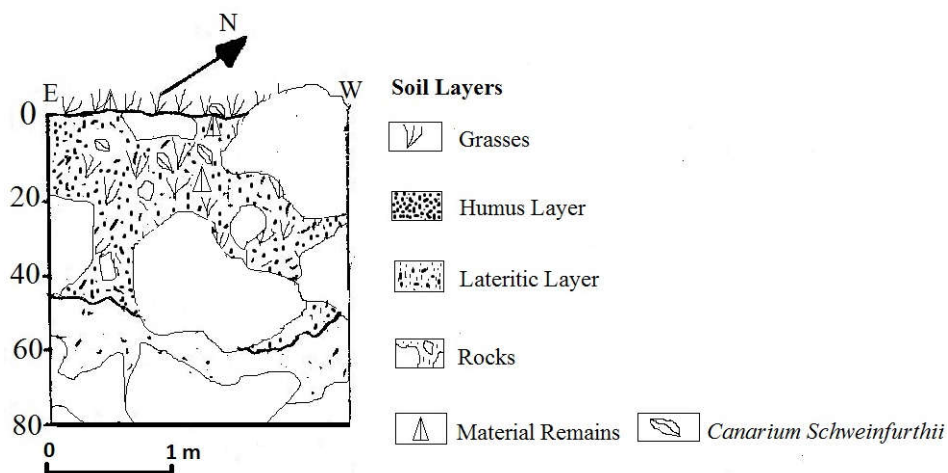 N
E W
0
20
40
60
80
0 1 m
Soil Layers
Grasses
Humus Layer
Lateritic Layer
Rocks
Material Remains
Canarium Schweinfurthii